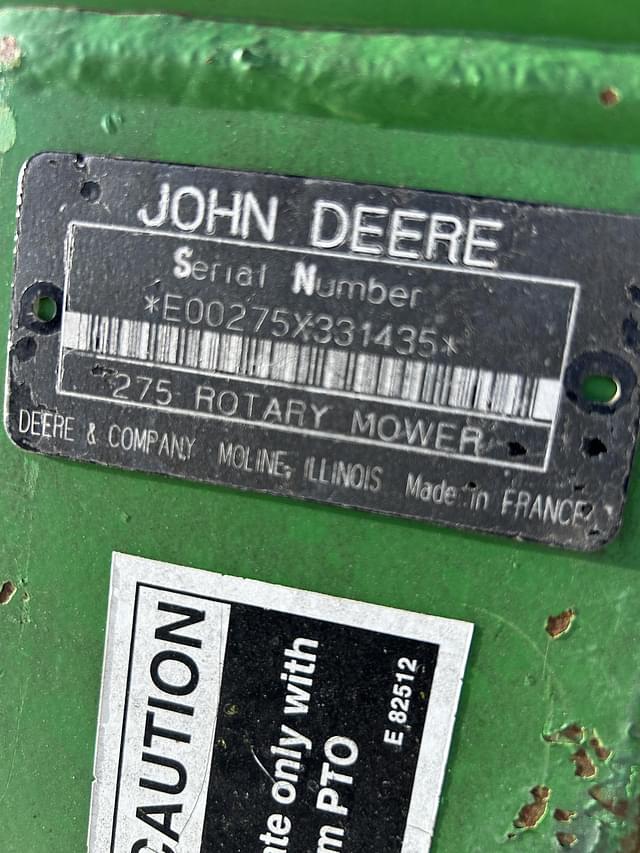 JOHN DEERE
Serial Number
*E00275X331435*
275 ROTARY MOWER
DEERE & COMPANY MOLINE, ILLINOIS Made in FRANCE
CAUTION
only with
PTO
E 82512